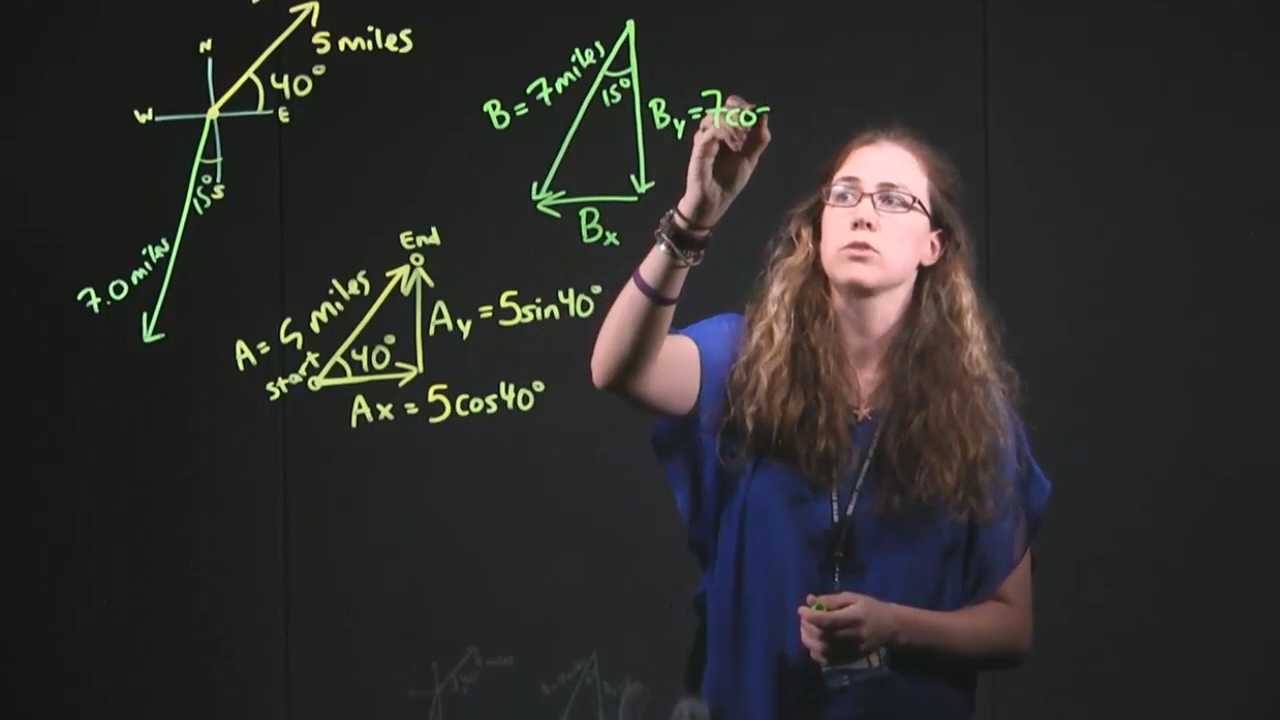 5 miles
40°
N
W
E
S
15°
7.0 miles
B = 7 miles
15°
By = 7co
Bx
End
A = 5 miles
40°
start
Ay = 5sin40°
Ax = 5cos40°